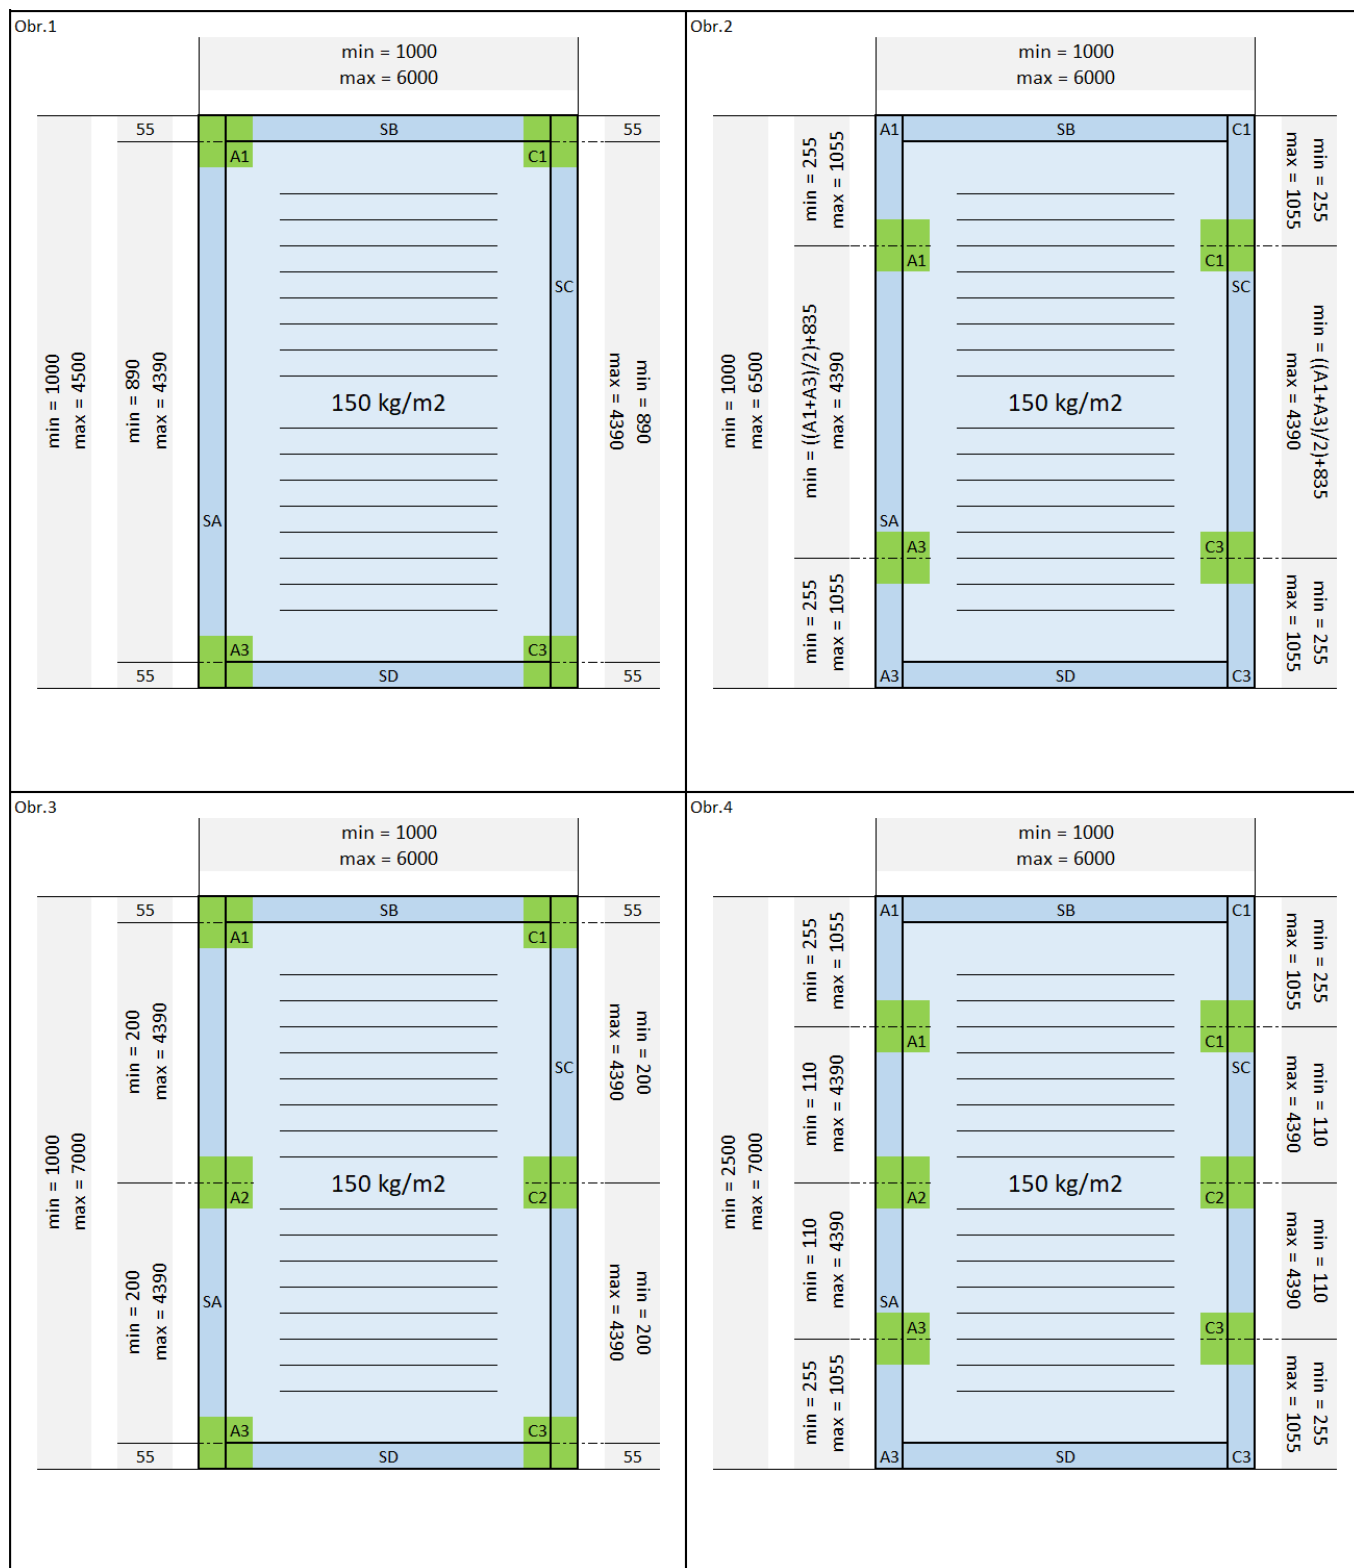 Obr.1
min = 1000
max = 6000
55
SB
55
A1
C1
min = 1000
max = 4500
min = 890
max = 4390
SC
min = 890
max = 4390
150 kg/m2
SA
A3
C3
55
SD
55
Obr.2
min = 1000
max = 6000
A1
SB
C1
min = 255
max = 1055
min = 255
max = 1055
A1
C1
SC
min = 1000
max = 6500
min = ((A1+A3)/2)+835
max = 4390
min = ((A1+A3)/2)+835
max = 4390
150 kg/m2
SA
A3
C3
min = 255
max = 1055
min = 255
max = 1055
A3
SD
C3
Obr.3
min = 1000
max = 6000
55
SB
55
A1
C1
min = 200
max = 4390
min = 200
max = 4390
SC
min = 1000
max = 7000
150 kg/m2
A2
C2
min = 200
max = 4390
min = 200
max = 4390
SA
A3
C3
55
SD
55
Obr.4
min = 1000
max = 6000
A1
SB
C1
min = 255
max = 1055
min = 255
max = 1055
A1
C1
SC
min = 110
max = 4390
min = 110
max = 4390
min = 2500
max = 7000
150 kg/m2
A2
C2
min = 110
max = 4390
min = 110
max = 4390
SA
A3
C3
min = 255
max = 1055
min = 255
max = 1055
A3
SD
C3